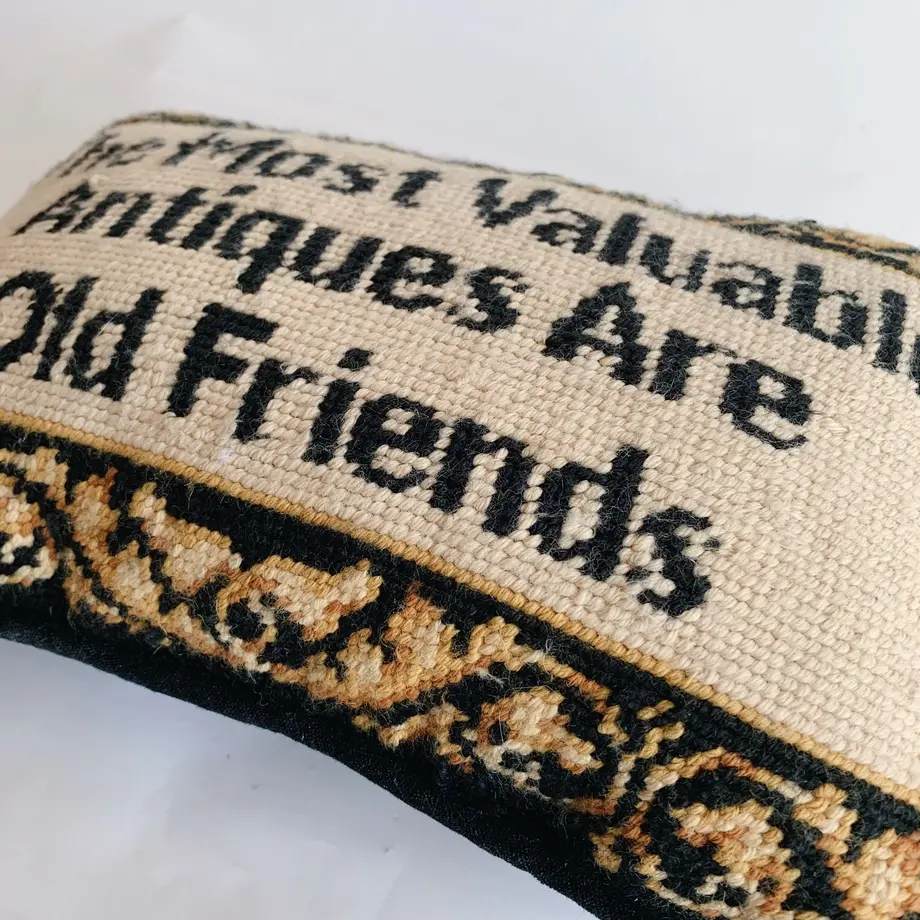 The Most Valuable
Antiques Are
Old Friends